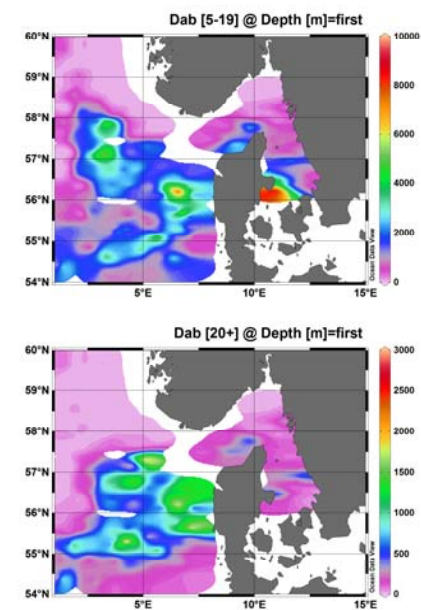 Dab [5-19] @ Depth [m]=first
60°N
59°N
58°N
57°N
56°N
55°N
54°N
5°E
10°E
15°E
10000
8000
6000
4000
2000
0
Ocean Data View
Dab [20+] @ Depth [m]=first
60°N
59°N
58°N
57°N
56°N
55°N
54°N
5°E
10°E
15°E
3000
2500
2000
1500
1000
500
0
Ocean Data View